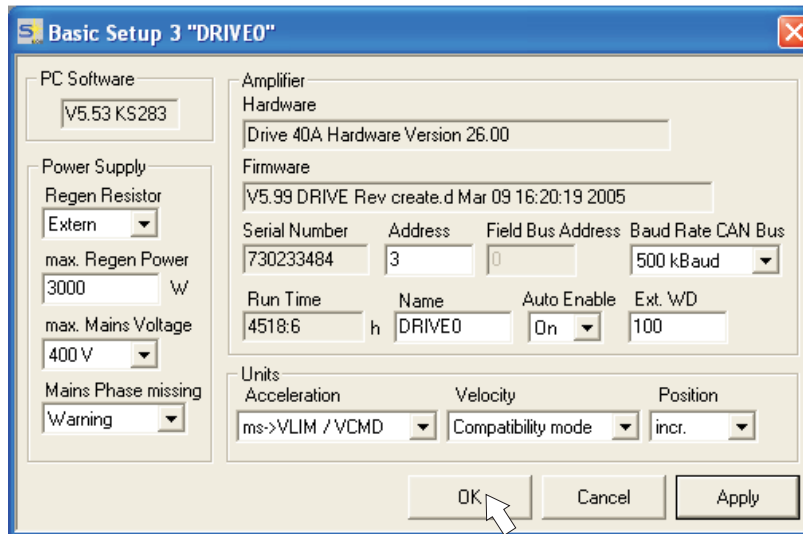 Basic Setup 3 "DRIVE0"
PC Software
V5.53 KS283
Power Supply
Regen Resistor
Extern
max. Regen Power
3000 W
max. Mains Voltage
400 V
Mains Phase missing
Warning
Amplifier
Hardware
Drive 40A Hardware Version 26.00
Firmware
V5.99 DRIVE Rev create.d Mar 09 16:20:19 2005
Serial Number Address Field Bus Address Baud Rate CAN Bus
730233484 3 0 500 kBaud
Run Time Name Auto Enable Ext. WD
4518:6 h DRIVE0 On 100
Units
Acceleration Velocity Position
ms->VLIM / VCMD Compatibility mode incr.
OK Cancel Apply